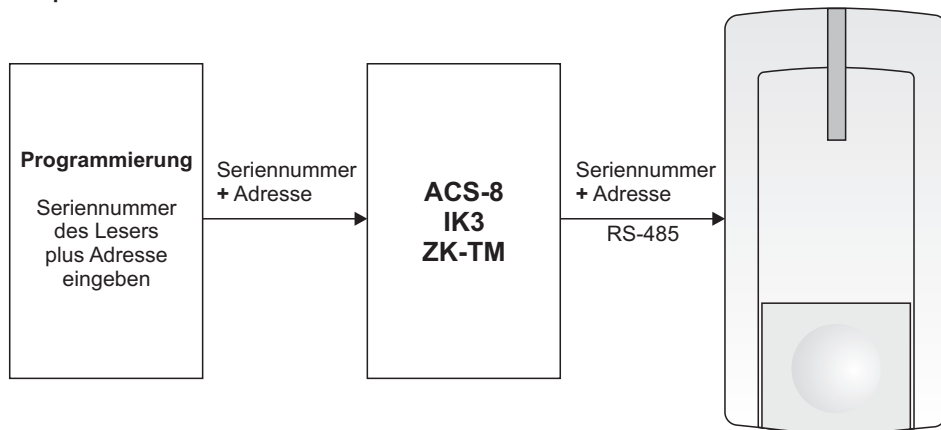 Programmierung
Seriennummer
des Lesers
plus Adresse
eingeben
Seriennummer
+ Adresse
ACS-8
IK3
ZK-TM
Seriennummer
+ Adresse
RS-485